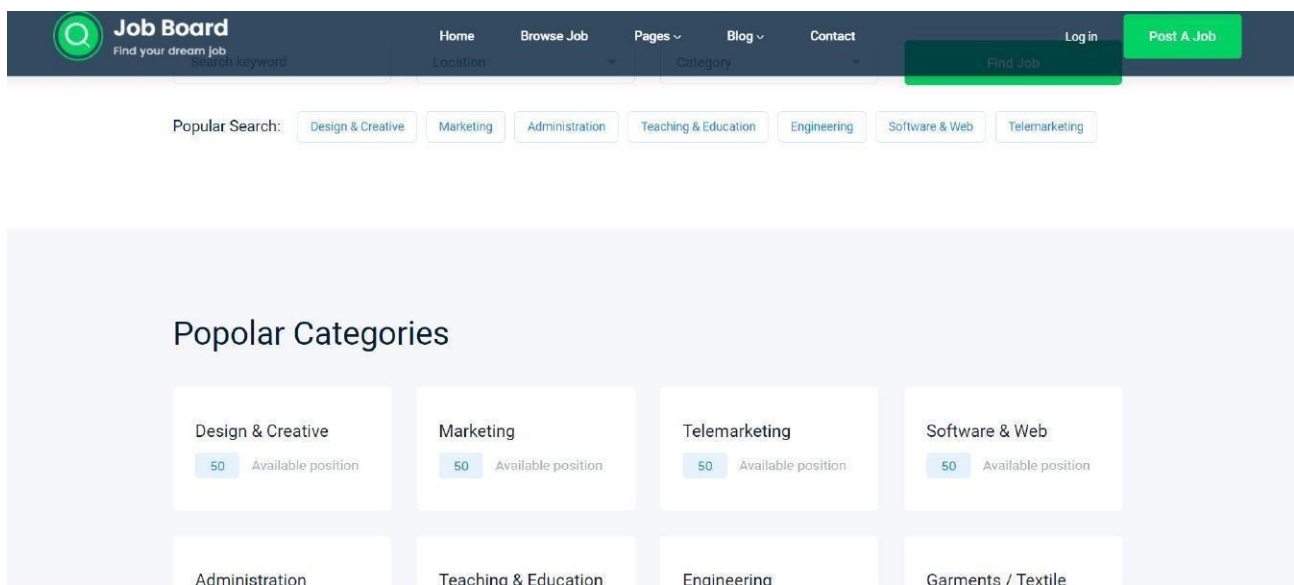 Job Board
Find your dream job
Home Browse Job Pages Blog Contact Log in Post A Job
Search keyword Location Category Find Job
Popular Search: Design & Creative Marketing Administration Teaching & Education Engineering Software & Web Telemarketing
Popolar Categories
Design & Creative Marketing Telemarketing Software & Web
50 Available position 50 Available position 50 Available position 50 Available position
Administration Teaching & Education Engineering Garments / Textile